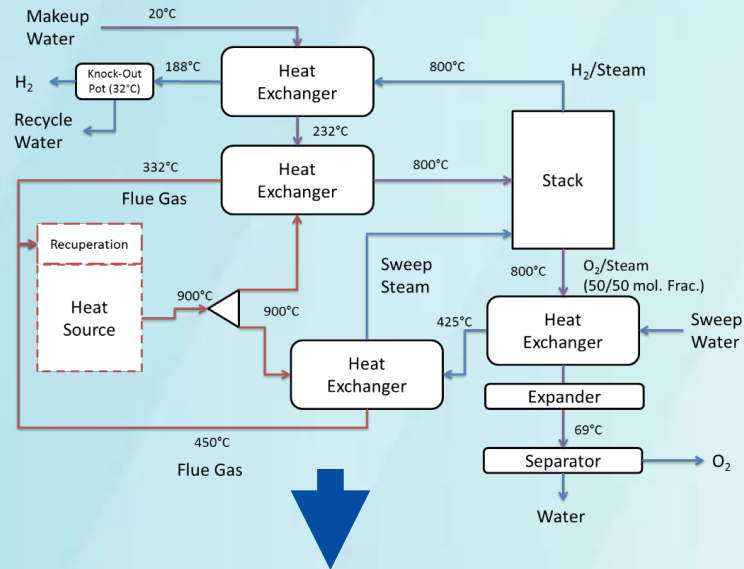 Makeup
Water
20°C
Heat
Exchanger
800°C
H₂/Steam
188°C
Knock-Out
Pot (32°C)
H₂
Recycle
Water
232°C
332°C
Flue Gas
Heat
Exchanger
800°C
Stack
Recuperation
Heat
Source
900°C
900°C
Sweep
Steam
800°C
O₂/Steam
(50/50 mol. Frac.)
425°C
Heat
Exchanger
Sweep
Water
Heat
Exchanger
Expander
69°C
450°C
Flue Gas
Separator
O₂
Water